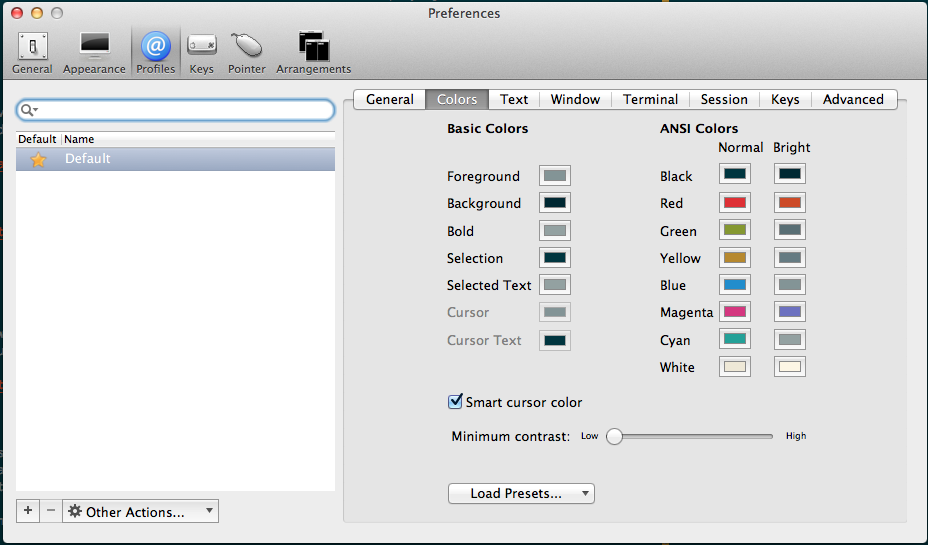 Preferences
General Appearance Profiles Keys Pointer Arrangements
General Colors Text Window Terminal Session Keys Advanced
Default Name
Default
Basic Colors
Foreground
Background
Bold
Selection
Selected Text
Cursor
Cursor Text
ANSI Colors
Normal Bright
Black
Red
Green
Yellow
Blue
Magenta
Cyan
White
Smart cursor color
Minimum contrast: Low High
Load Presets...
+ − Other Actions...